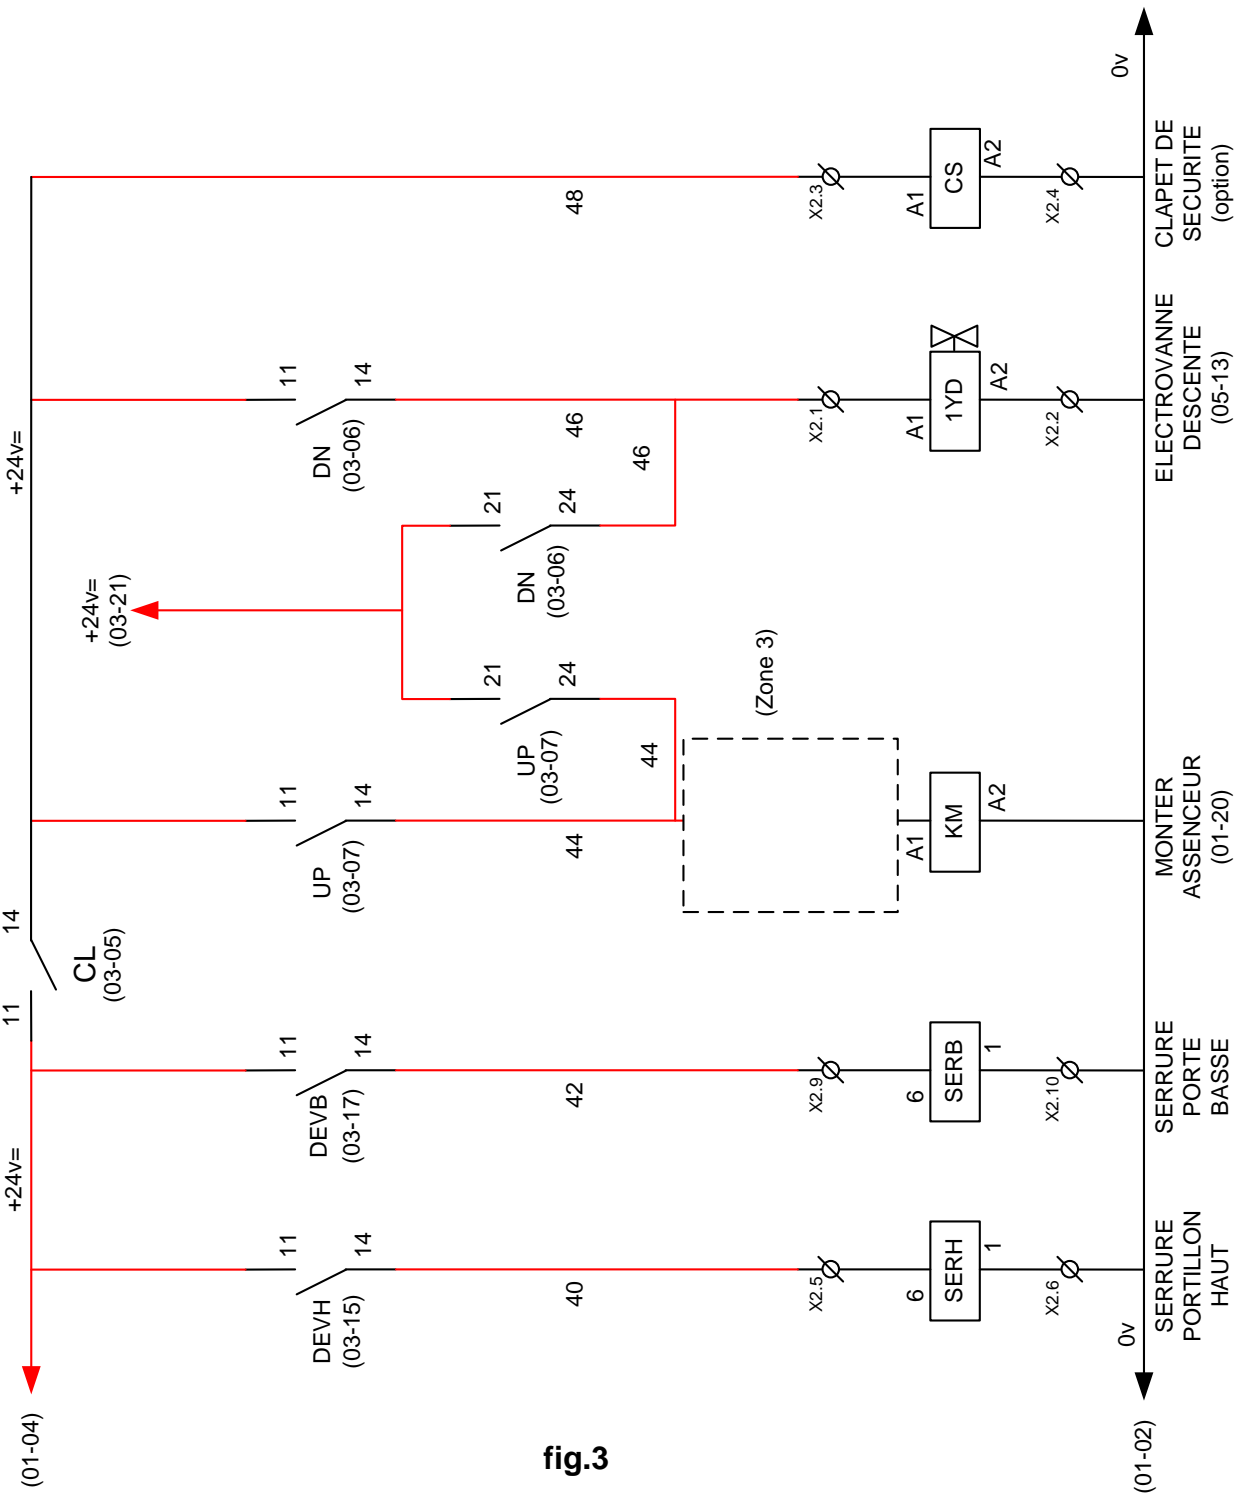 (01-04)
+24v=
11
14
CL
(03-05)
+24v=
11
14
DEVH
(03-15)
40
X2.5
6
SERH
1
X2.6
SERRURE
PORTILLON
HAUT
11
14
DEVB
(03-17)
42
X2.9
6
SERB
1
X2.10
SERRURE
PORTE
BASSE
11
14
UP
(03-07)
44
+24v=
(03-21)
21
24
UP
(03-07)
44
(Zone 3)
A1
KM
A2
MONTER
ASSENCEUR
(01-20)
21
24
DN
(03-06)
46
11
14
DN
(03-06)
46
X2.1
A1
1YD
A2
X2.2
ELECTROVANNE
DESCENTE
(05-13)
48
X2.3
A1
CS
A2
X2.4
CLAPET DE
SECURITE
(option)
(01-02)
0v
0v
fig.3